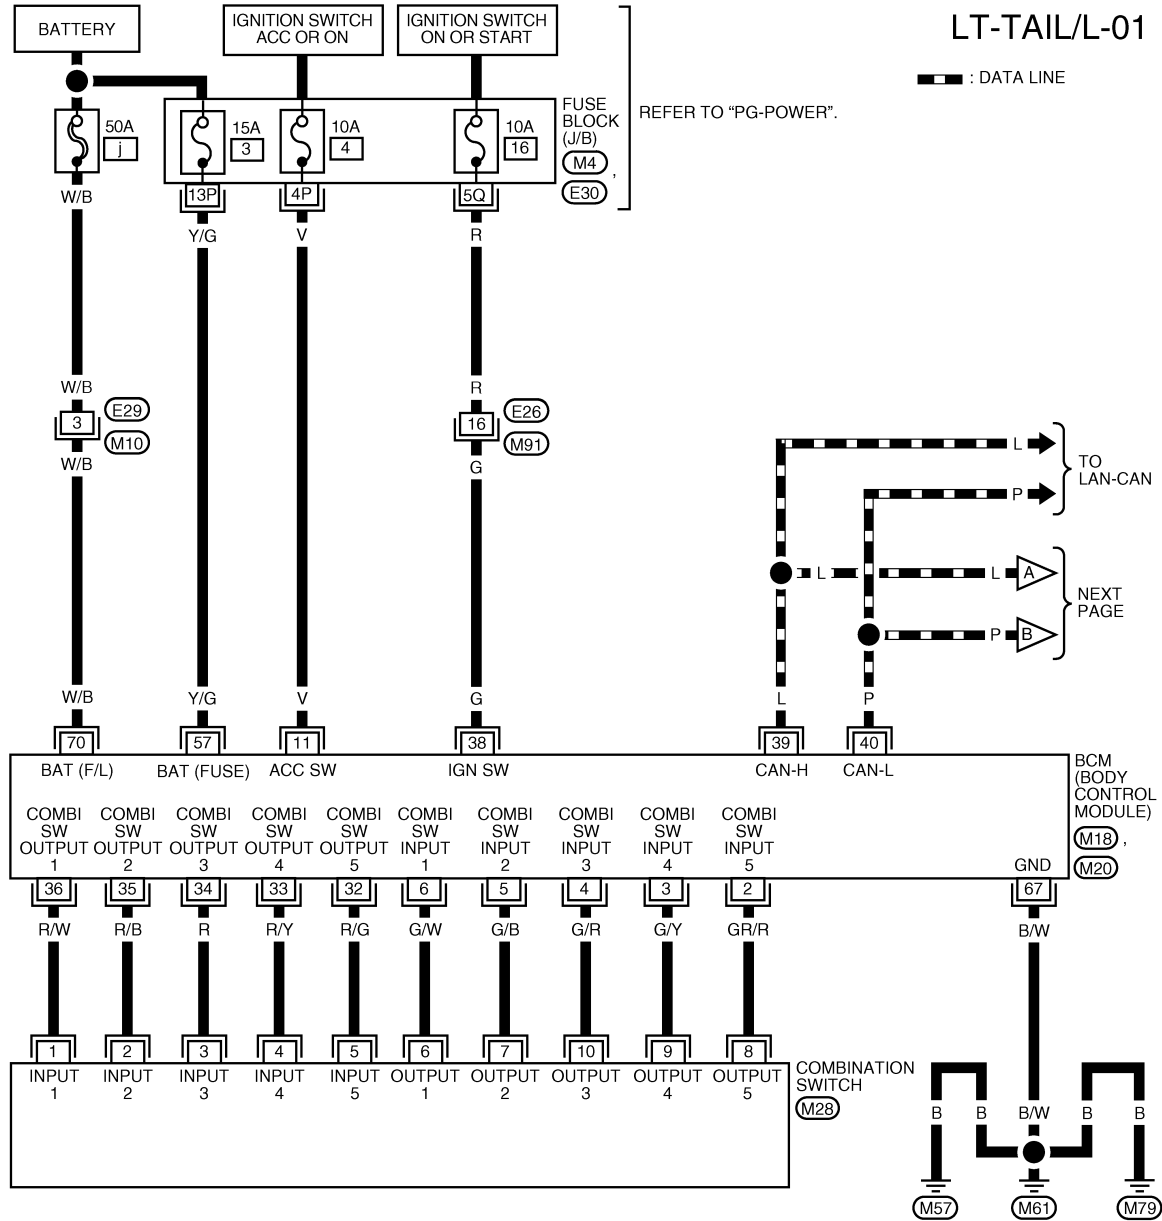 BATTERY
IGNITION SWITCH
ACC OR ON
IGNITION SWITCH
ON OR START
LT-TAIL/L-01
: DATA LINE
50A
j
15A
3
10A
4
10A
16
FUSE
BLOCK
(J/B)
M4
,
E30
REFER TO “PG-POWER”.
13P
4P
5Q
W/B
Y/G
V
R
W/B
R
3
E29
M10
16
E26
M91
W/B
G
L
P
TO
LAN-CAN
L
L
A
P
B
NEXT
PAGE
W/B
Y/G
V
G
L
P
70
57
11
38
39
40
BAT (F/L)
BAT (FUSE)
ACC SW
IGN SW
CAN-H
CAN-L
BCM
(BODY
CONTROL
MODULE)
M18 ,
M20
COMBI
SW
OUTPUT
1
COMBI
SW
OUTPUT
2
COMBI
SW
OUTPUT
3
COMBI
SW
OUTPUT
4
COMBI
SW
OUTPUT
5
COMBI
SW
INPUT
1
COMBI
SW
INPUT
2
COMBI
SW
INPUT
3
COMBI
SW
INPUT
4
COMBI
SW
INPUT
5
GND
36
35
34
33
32
6
5
4
3
2
67
R/W
R/B
R
R/Y
R/G
G/W
G/B
G/R
G/Y
GR/R
B/W
1
2
3
4
5
6
7
10
9
8
INPUT
1
INPUT
2
INPUT
3
INPUT
4
INPUT
5
OUTPUT
1
OUTPUT
2
OUTPUT
3
OUTPUT
4
OUTPUT
5
COMBINATION
SWITCH
M28
B
B
B/W
B
B
M57
M61
M79